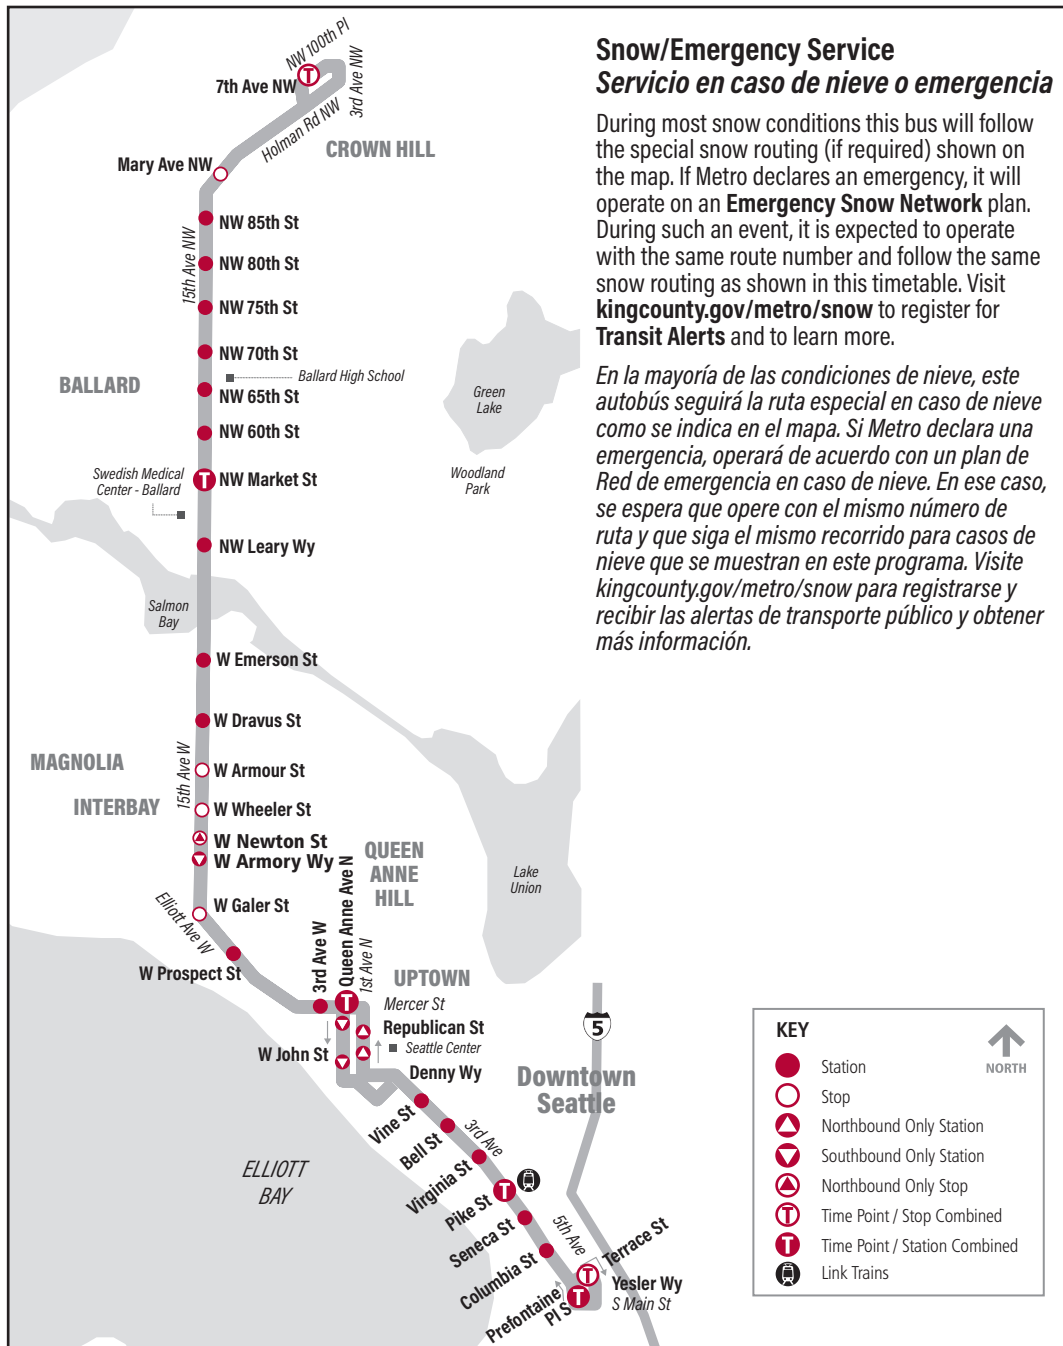 Snow/Emergency Service
Servicio en caso de nieve o emergencia
During most snow conditions this bus will follow
the special snow routing (if required) shown on
the map. If Metro declares an emergency, it will
operate on an Emergency Snow Network plan.
During such an event, it is expected to operate
with the same route number and follow the same
snow routing as shown in this timetable. Visit
kingcounty.gov/metro/snow to register for
Transit Alerts and to learn more.
En la mayoría de las condiciones de nieve, este
autobús seguirá la ruta especial en caso de nieve
como se indica en el mapa. Si Metro declara una
emergencia, operará de acuerdo con un plan de
Red de emergencia en caso de nieve. En ese caso,
se espera que opere con el mismo número de
ruta y que siga el mismo recorrido para casos de
nieve que se muestran en este programa. Visite
kingcounty.gov/metro/snow para registrarse y
recibir las alertas de transporte público y obtener
más información.
NW 100th Pl
T
7th Ave NW
3rd Ave NW
Holman Rd NW
CROWN HILL
Mary Ave NW
NW 85th St
15th Ave NW
NW 80th St
NW 75th St
NW 70th St
Ballard High School
BALLARD
NW 65th St
Green
Lake
NW 60th St
Swedish Medical
Center - Ballard
T
NW Market St
Woodland
Park
NW Leary Wy
Salmon
Bay
W Emerson St
W Dravus St
MAGNOLIA
15th Ave W
W Armour St
INTERBAY
W Wheeler St
W Newton St
W Armory Wy
QUEEN
ANNE
HILL
Lake
Union
W Galer St
Elliott Ave W
W Prospect St
3rd Ave W
Queen Anne Ave N
1st Ave N
UPTOWN
T
Mercer St
Republican St
Seattle Center
W John St
Denny Wy
5
Downtown
Seattle
Vine St
Bell St
3rd Ave
Virginia St
Pike St
T
Seneca St
Columbia St
5th Ave
Terrace St
T
Yesler Wy
S Main St
Prefontaine
Pl S
T
ELLIOTT
BAY
KEY
NORTH
Station
Stop
Northbound Only Station
Southbound Only Station
Northbound Only Stop
T Time Point / Stop Combined
T Time Point / Station Combined
Link Trains